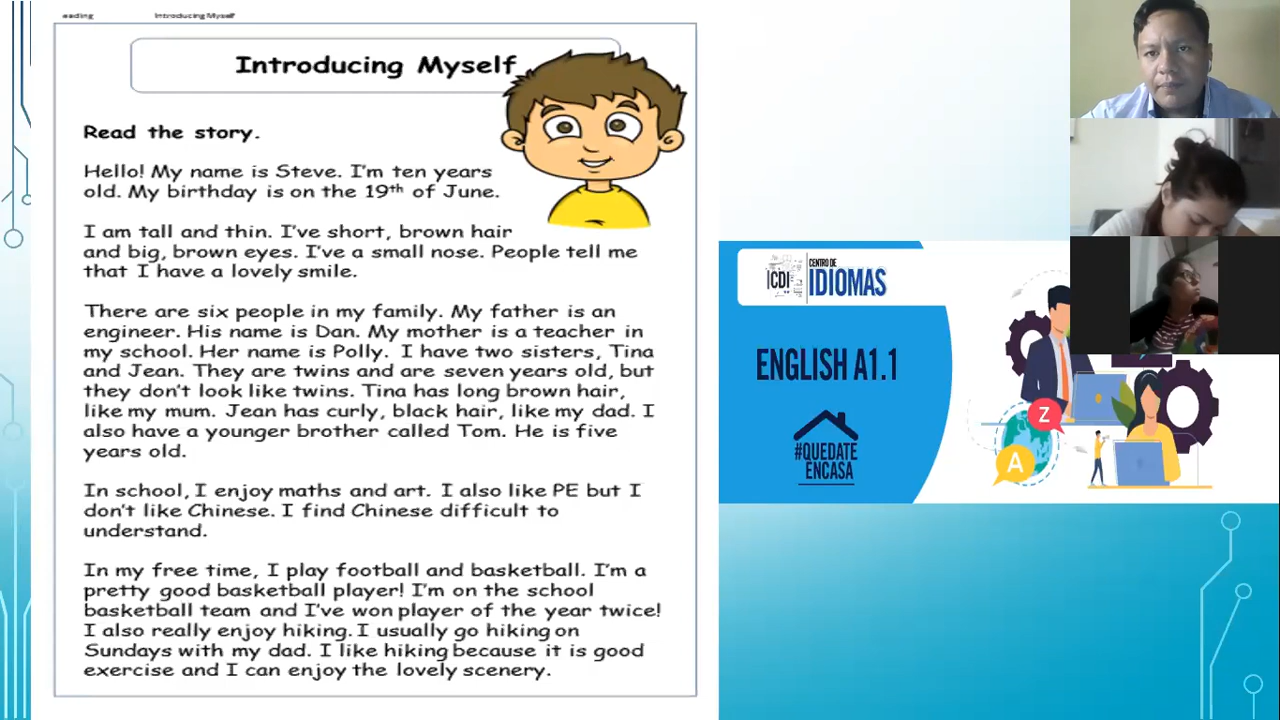 eading Introducing Myself
Introducing Myself
Read the story.
Hello! My name is Steve. I'm ten years
old. My birthday is on the 19th of June.
I am tall and thin. I've short, brown hair
and big, brown eyes. I've a small nose. People tell me
that I have a lovely smile.
There are six people in my family. My father is an
engineer. His name is Dan. My mother is a teacher in
my school. Her name is Polly. I have two sisters, Tina
and Jean. They are twins and are seven years old, but
they don't look like twins. Tina has long brown hair,
like my mum. Jean has curly, black hair, like my dad. I
also have a younger brother called Tom. He is five
years old.
In school, I enjoy maths and art. I also like PE but I
don't like Chinese. I find Chinese difficult to
understand.
In my free time, I play football and basketball. I'm a
pretty good basketball player! I'm on the school
basketball team and I've won player of the year twice!
I also really enjoy hiking. I usually go hiking on
Sundays with my dad. I like hiking because it is good
exercise and I can enjoy the lovely scenery.
ICDI
CENTRO DE
IDIOMAS
ENGLISH A1.1
#QUEDATE
ENCASA
Z
A